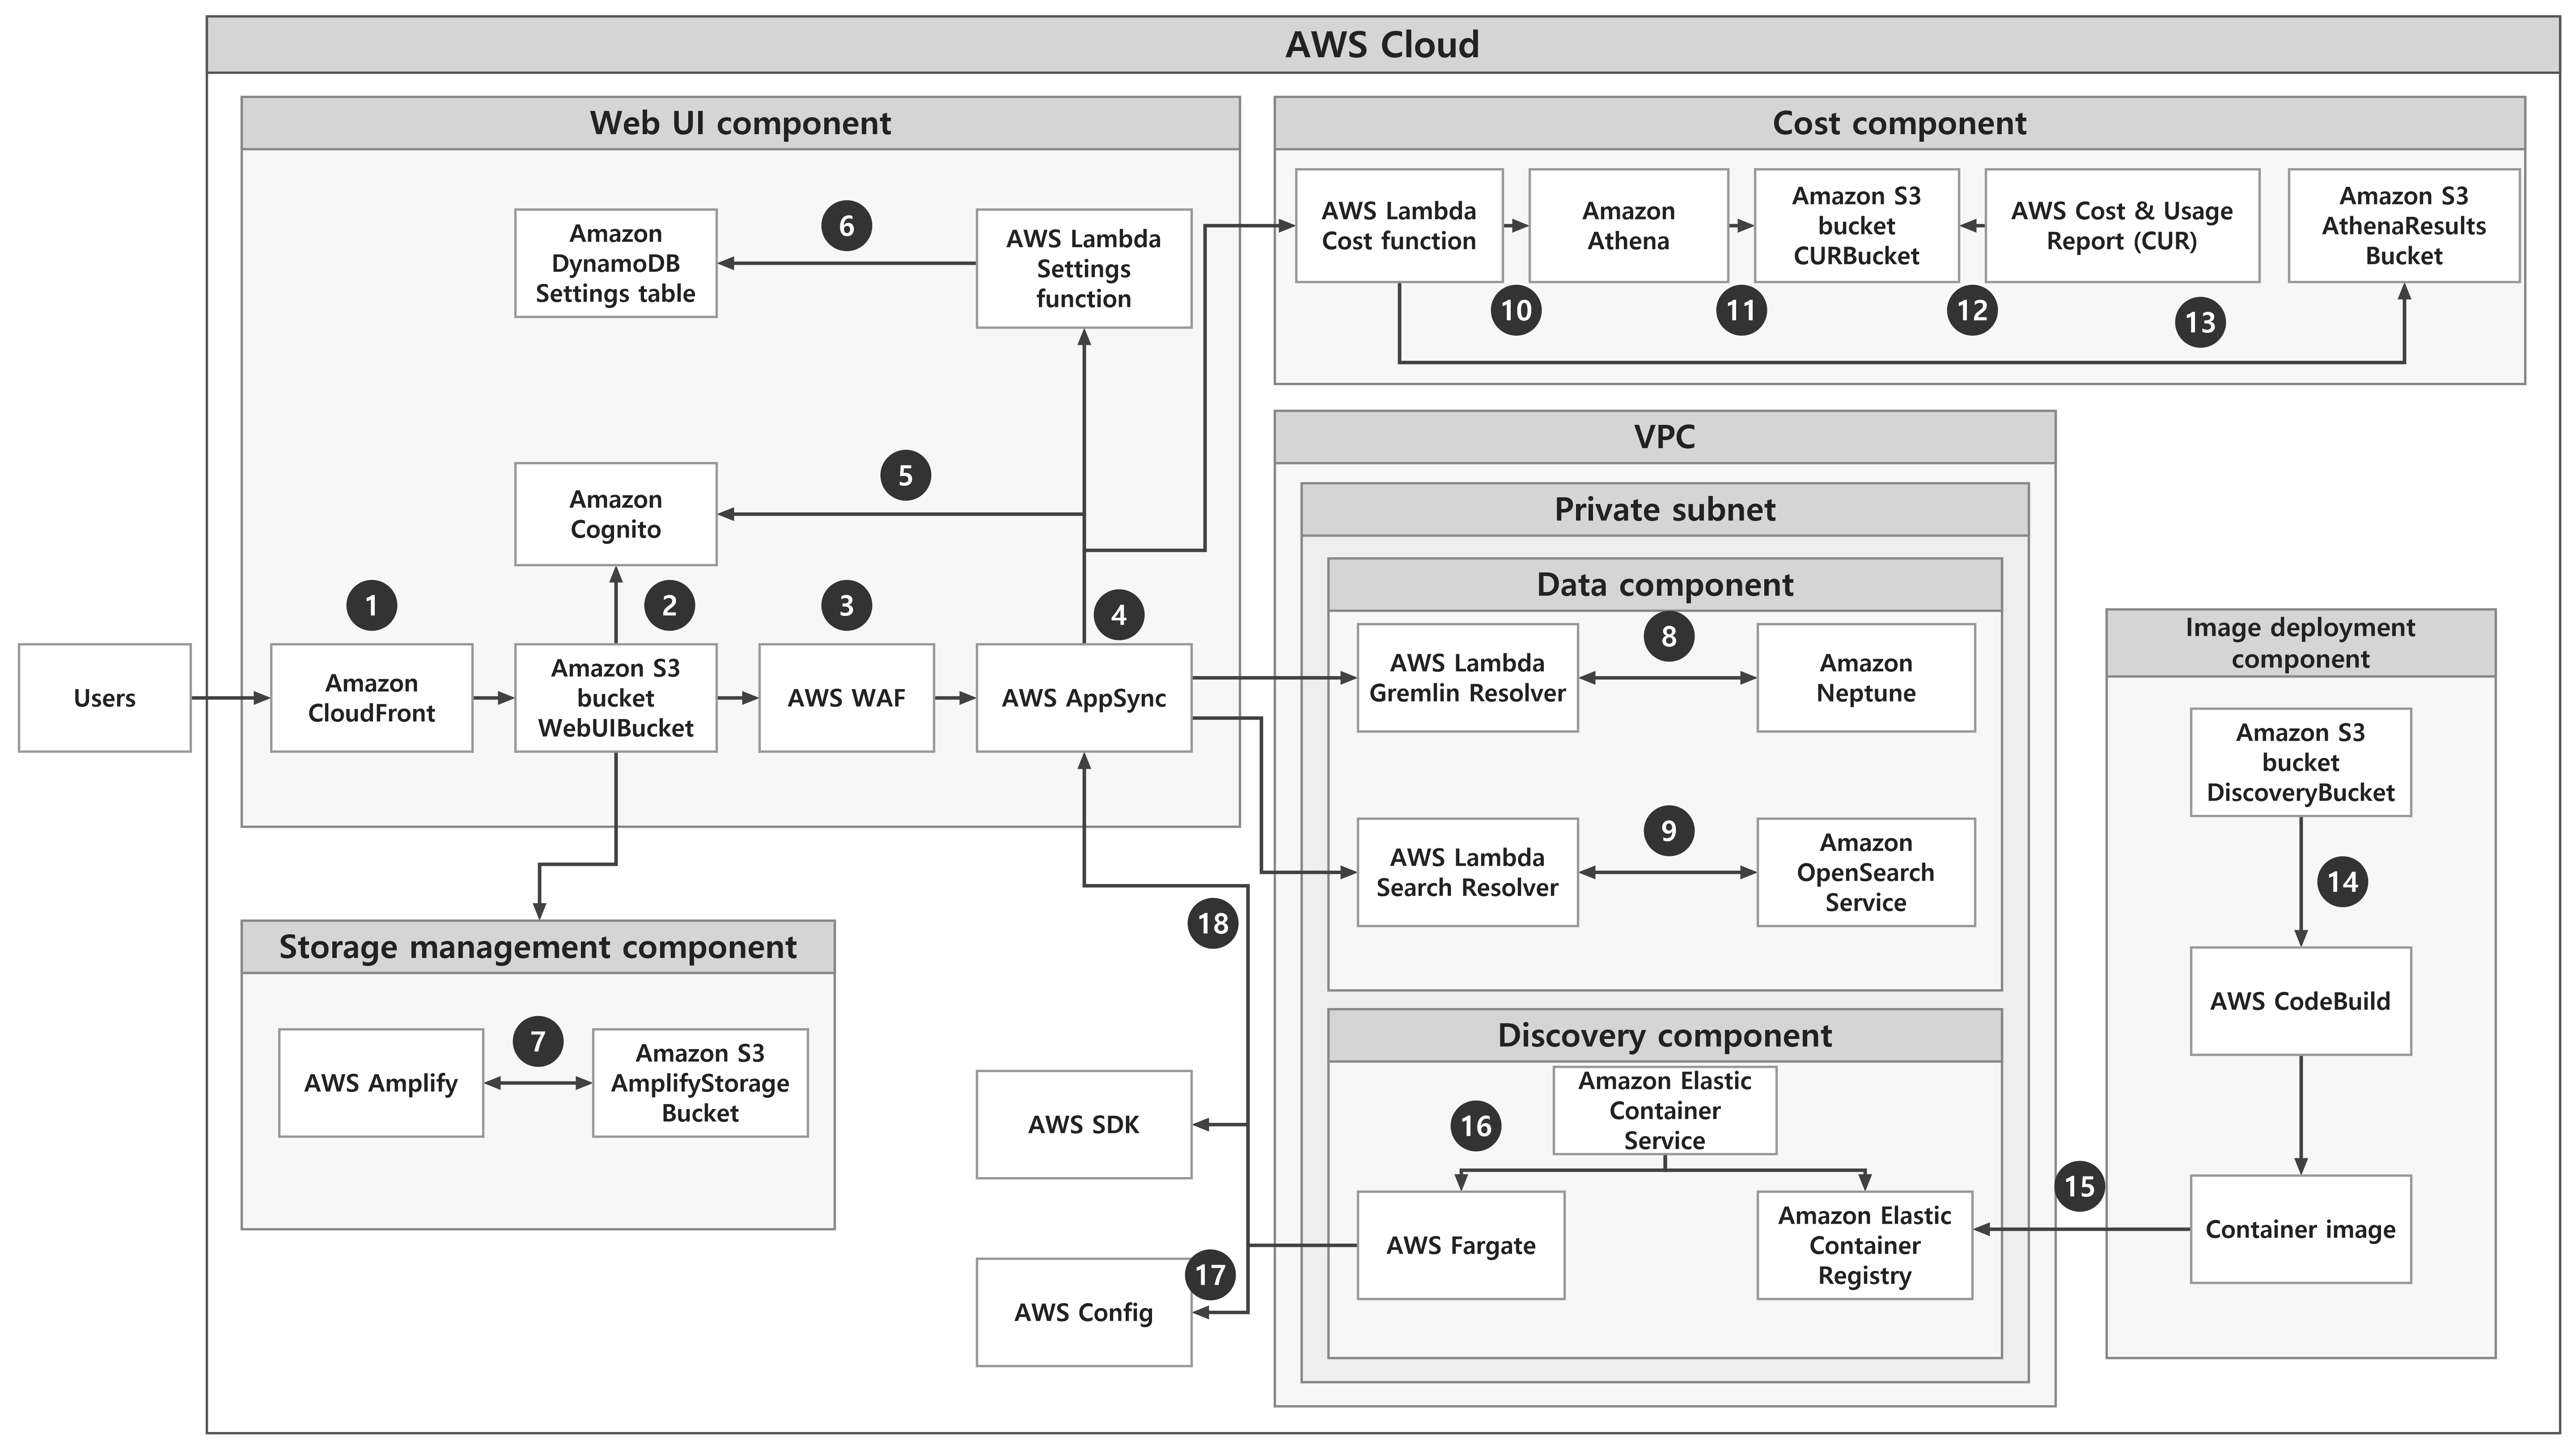 AWS Cloud
Web UI component
Amazon
DynamoDB
Settings table
6
AWS Lambda
Settings
function
Amazon
Cognito
5
1
2
3
4
Users
Amazon
CloudFront
Amazon S3
bucket
WebUIBucket
AWS WAF
AWS AppSync
Cost component
AWS Lambda
Cost function
Amazon
Athena
Amazon S3
bucket
CURBucket
AWS Cost & Usage
Report (CUR)
Amazon S3
AthenaResults
Bucket
10
11
12
13
VPC
Private subnet
Data component
AWS Lambda
Gremlin Resolver
8
Amazon
Neptune
AWS Lambda
Search Resolver
9
Amazon
OpenSearch
Service
Discovery component
Amazon Elastic
Container
Service
16
AWS Fargate
Amazon Elastic
Container
Registry
Image deployment
component
Amazon S3
bucket
DiscoveryBucket
14
AWS CodeBuild
15
Container image
Storage management component
AWS Amplify
7
Amazon S3
AmplifyStorage
Bucket
18
AWS SDK
17
AWS Config